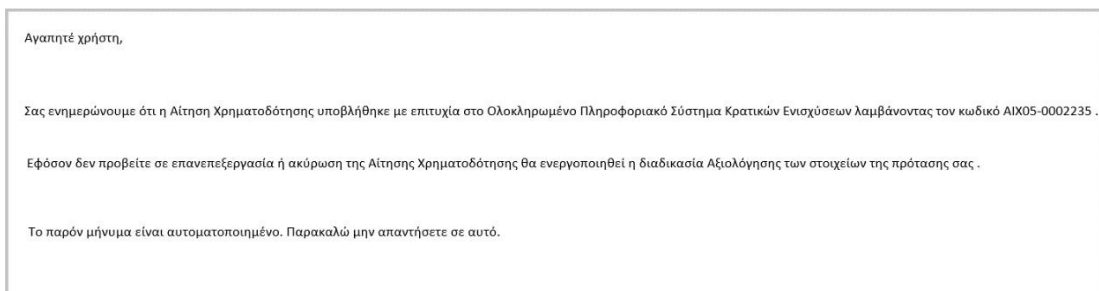 Αγαπητέ χρήστη,
Σας ενημερώνουμε ότι η Αίτηση Χρηματοδότησης υποβλήθηκε με επιτυχία στο Ολοκληρωμένο Πληροφοριακό Σύστημα Κρατικών Ενισχύσεων λαμβάνοντας τον κωδικό ΑΙΧ05-0002235 .
Εφόσον δεν προβείτε σε επανεπεξεργασία ή ακύρωση της Αίτησης Χρηματοδότησης θα ενεργοποιηθεί η διαδικασία Αξιολόγησης των στοιχείων της πρότασης σας .
Το παρόν μήνυμα είναι αυτοματοποιημένο. Παρακαλώ μην απαντήσετε σε αυτό.